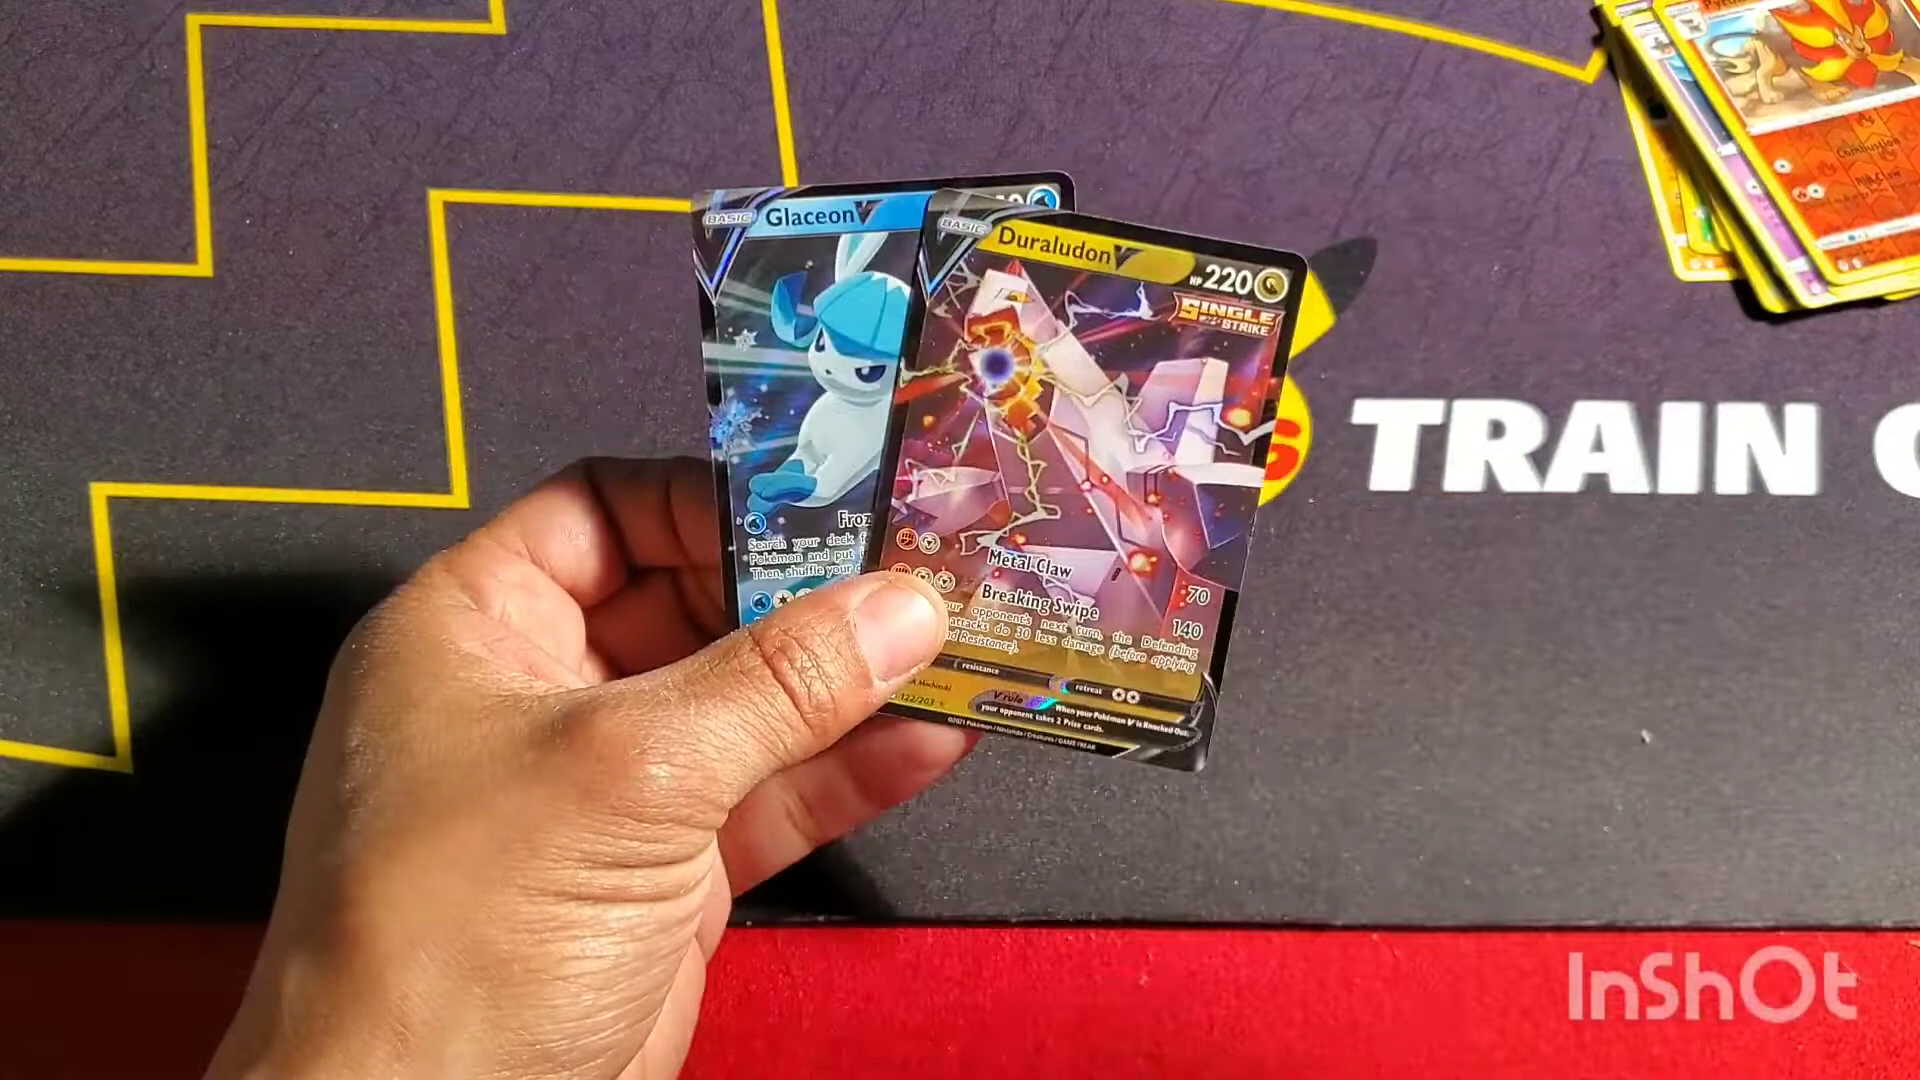 BASIC Glaceon V
Froz
Search your deck f
Pokémon and put i
Then, shuffle your d
BASIC Duraludon V
HP 220
SINGLE
STRIKE
Metal Claw 70
Breaking Swipe 140
our opponent's next turn, the Defending
attacks do 30 less damage (before applying
nd Resistance).
resistance
retreat
A Mochizuki
122/203
V rule
When your Pokémon V is Knocked Out,
your opponent takes 2 Prize cards.
©2021 Pokémon / Nintendo / Creatures / GAME FREAK
Combustion
TRAIN
InShOt